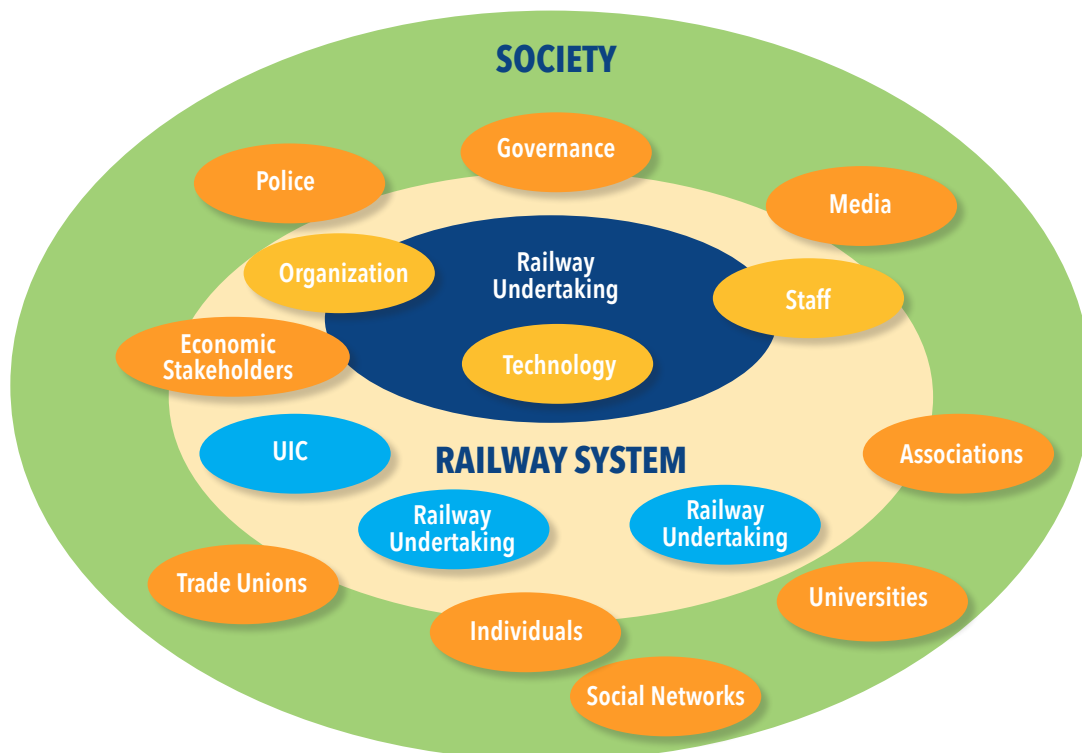 SOCIETY
Governance
Police
Media
Organization
Railway
Undertaking
Staff
Economic
Stakeholders
Technology
UIC
RAILWAY SYSTEM
Associations
Railway
Undertaking
Railway
Undertaking
Trade Unions
Universities
Individuals
Social Networks